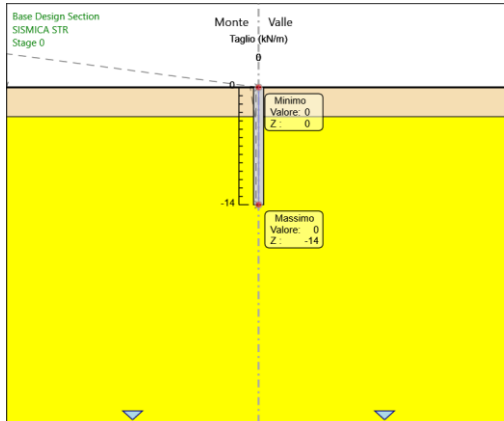 Base Design Section
SISMICA STR
Stage 0
Monte
Valle
Taglio (kN/m)
0
0
Minimo
Valore: 0
Z : 0
-14
Massimo
Valore: 0
Z : -14